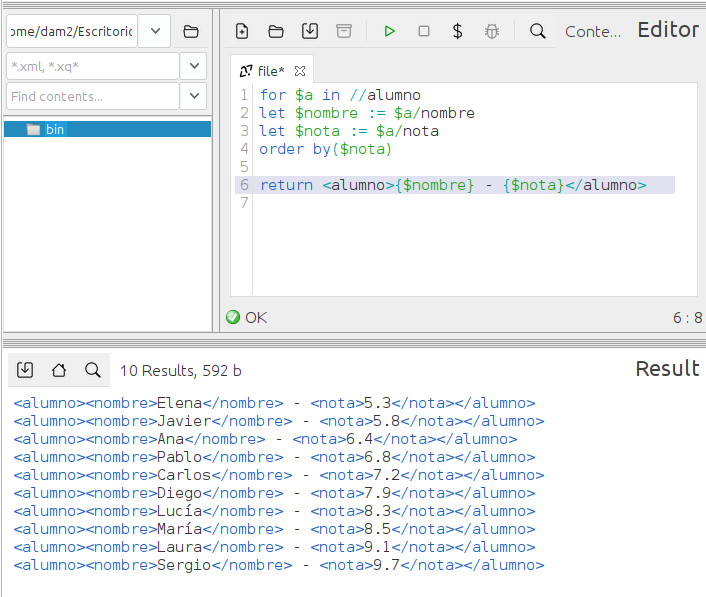 ome/dam2/Escritorio
Conte... Editor
*.xml, *.xq*
Find contents...
bin
file*
1 for $a in //alumno
2 let $nombre := $a/nombre
3 let $nota := $a/nota
4 order by($nota)
5
6 return <alumno>{$nombre} - {$nota}</alumno>
7
OK 6 : 8
10 Results, 592 b Result
<alumno><nombre>Elena</nombre> - <nota>5.3</nota></alumno>
<alumno><nombre>Javier</nombre> - <nota>5.8</nota></alumno>
<alumno><nombre>Ana</nombre> - <nota>6.4</nota></alumno>
<alumno><nombre>Pablo</nombre> - <nota>6.8</nota></alumno>
<alumno><nombre>Carlos</nombre> - <nota>7.2</nota></alumno>
<alumno><nombre>Diego</nombre> - <nota>7.9</nota></alumno>
<alumno><nombre>Lucía</nombre> - <nota>8.3</nota></alumno>
<alumno><nombre>María</nombre> - <nota>8.5</nota></alumno>
<alumno><nombre>Laura</nombre> - <nota>9.1</nota></alumno>
<alumno><nombre>Sergio</nombre> - <nota>9.7</nota></alumno>